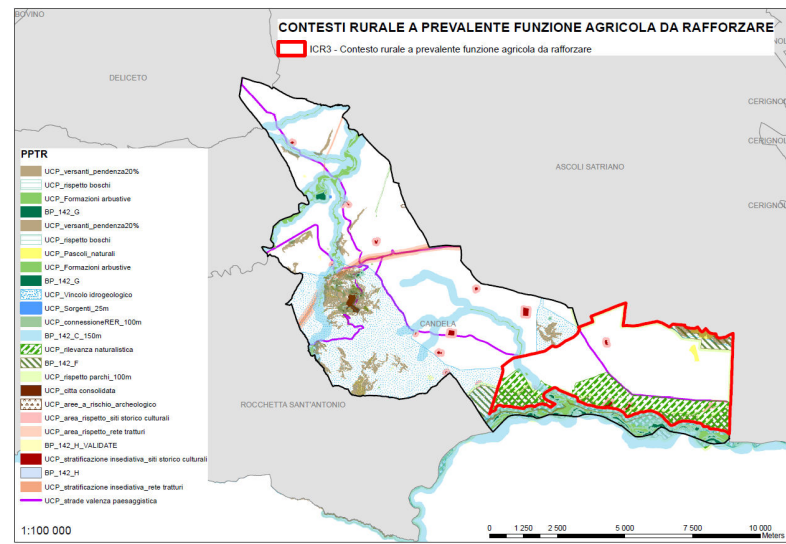 BOVINO
CONTESTI RURALE A PREVALENTE FUNZIONE AGRICOLA DA RAFFORZARE
ICR3 - Contesto rurale a prevalente funzione agricola da rafforzare
DELICETO
CERIGNOL
CERIGNOL
ASCOLI SATRIANO
CERIGNOL
PPTR
UCP_versanti_pendenza20%
UCP_rispetto boschi
UCP_Formazioni arbustive
BP_142_G
UCP_versanti_pendenza20%
UCP_rispetto boschi
UCP_Pascoli_naturali
UCP_Formazioni arbustive
BP_142_G
UCP_Vincolo idrogeologico
UCP_Sorgenti_25m
UCP_connessioneRER_100m
BP_142_C_150m
UCP_rilevanza naturalistica
BP_142_F
UCP_rispetto parchi_100m
UCP_citta consolidata
UCP_aree_a_rischio_archeologico
UCP_area_rispetto_siti storico culturali
UCP_area_rispetto_rete tratturi
BP_142_H_VALIDATE
UCP_stratificazione insediativa_siti storico culturali
BP_142_H
UCP_stratificazione insediativa_rete tratturi
UCP_strade valenza paesaggistica
CANDELA
ROCCHETTA SANT'ANTONIO
1:100 000
0 1 250 2 500 5 000 7 500 10 000
Meters